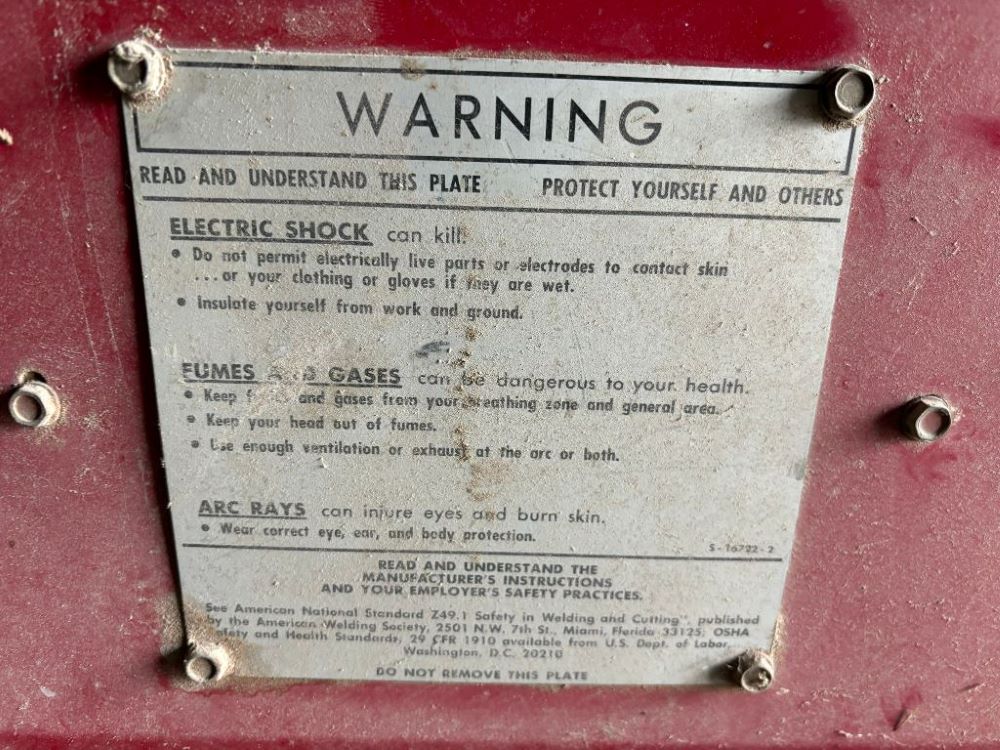 WARNING
READ AND UNDERSTAND THIS PLATE PROTECT YOURSELF AND OTHERS
ELECTRIC SHOCK can kill.
• Do not permit electrically live parts or electrodes to contact skin
...or your clothing or gloves if they are wet.
• Insulate yourself from work and ground.
FUMES AND GASES can be dangerous to your health.
• Keep and gases from your breathing zone and general area.
• Keep your head out of fumes.
• Use enough ventilation or exhaust at the arc or both.
ARC RAYS can injure eyes and burn skin.
• Wear correct eye, ear, and body protection.
S-16722-2
READ AND UNDERSTAND THE
MANUFACTURER'S INSTRUCTIONS
AND YOUR EMPLOYER'S SAFETY PRACTICES.
See American National Standard Z49.1 Safety in Welding and Cutting", published
by the American Welding Society, 2501 N.W. 7th St., Miami, Florida 33125; OSHA
Safety and Health Standards, 29 CFR 1910 available from U.S. Dept. of Labor,
Washington, D.C. 20210
DO NOT REMOVE THIS PLATE